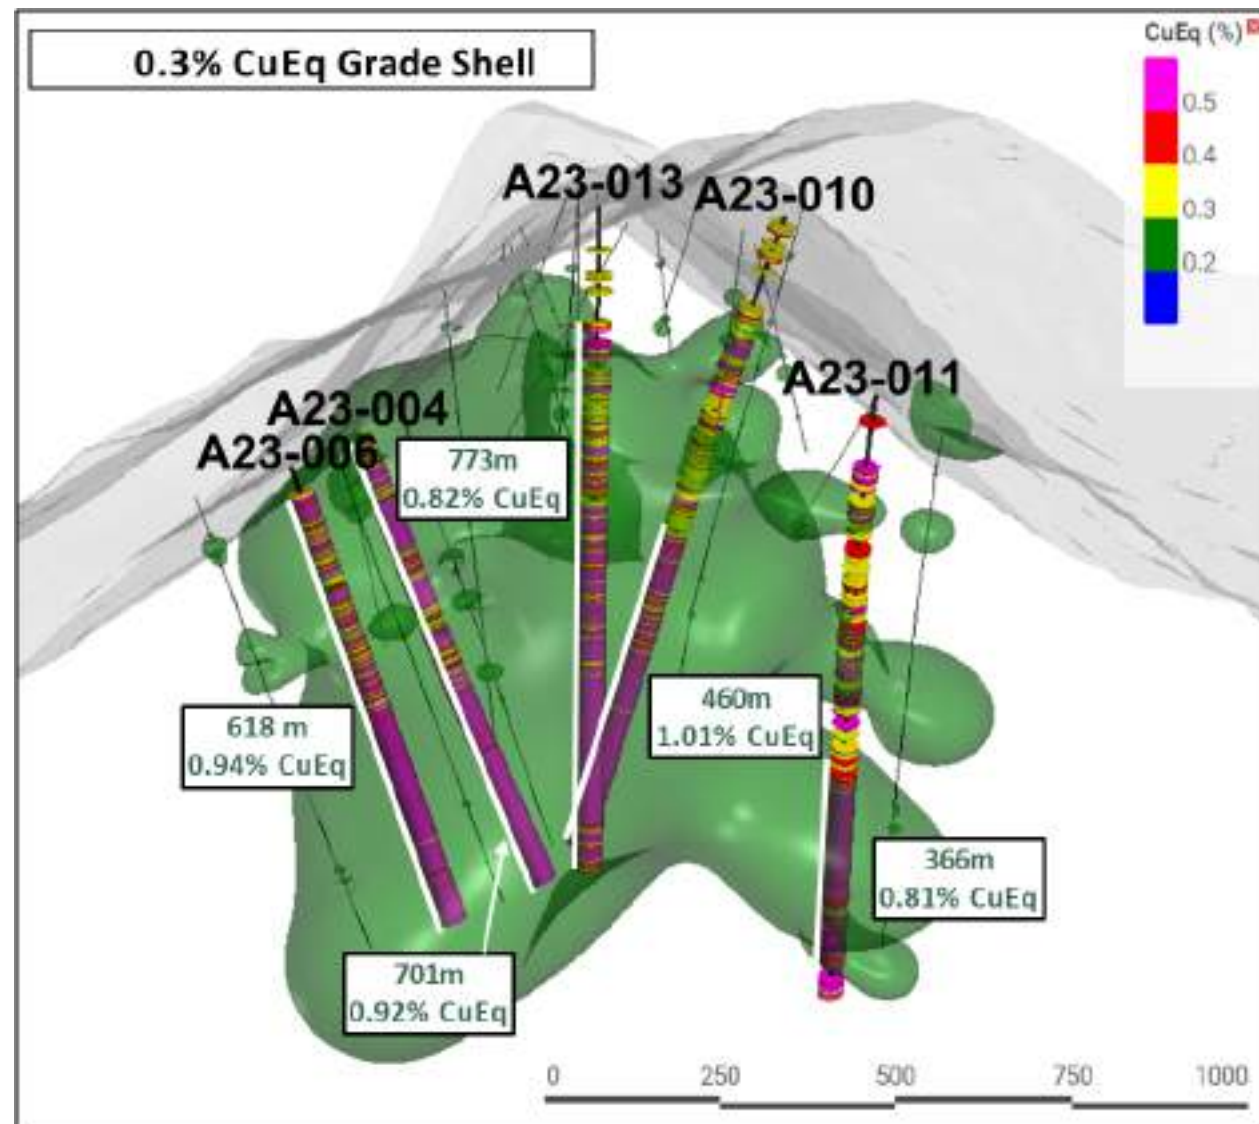 0.3% CuEq Grade Shell
CuEq (%)
0.5
0.4
0.3
0.2
A23-013
A23-010
A23-011
A23-004
A23-006
773m
0.82% CuEq
618 m
0.94% CuEq
460m
1.01% CuEq
366m
0.81% CuEq
701m
0.92% CuEq
0 250 500 750 1000